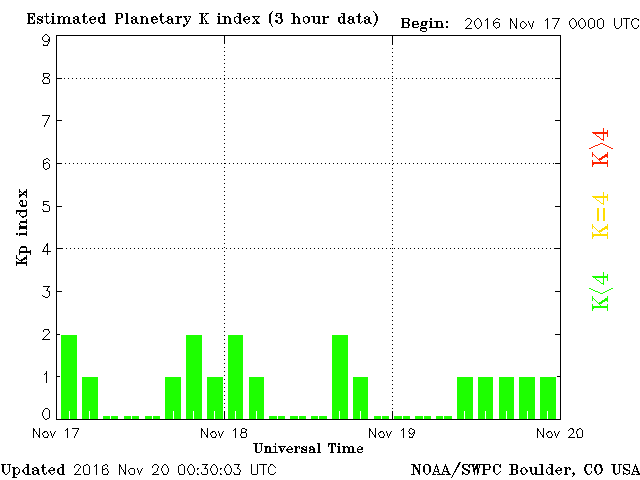 Estimated Planetary K index (3 hour data) Begin: 2016 Nov 17 0000 UTC
9
8
7
6
5
4
3
2
1
0
Kp index
K>4
K=4
K<4
Nov 17 Nov 18 Nov 19 Nov 20
Universal Time
Updated 2016 Nov 20 00:30:03 UTC NOAA/SWPC Boulder, CO USA